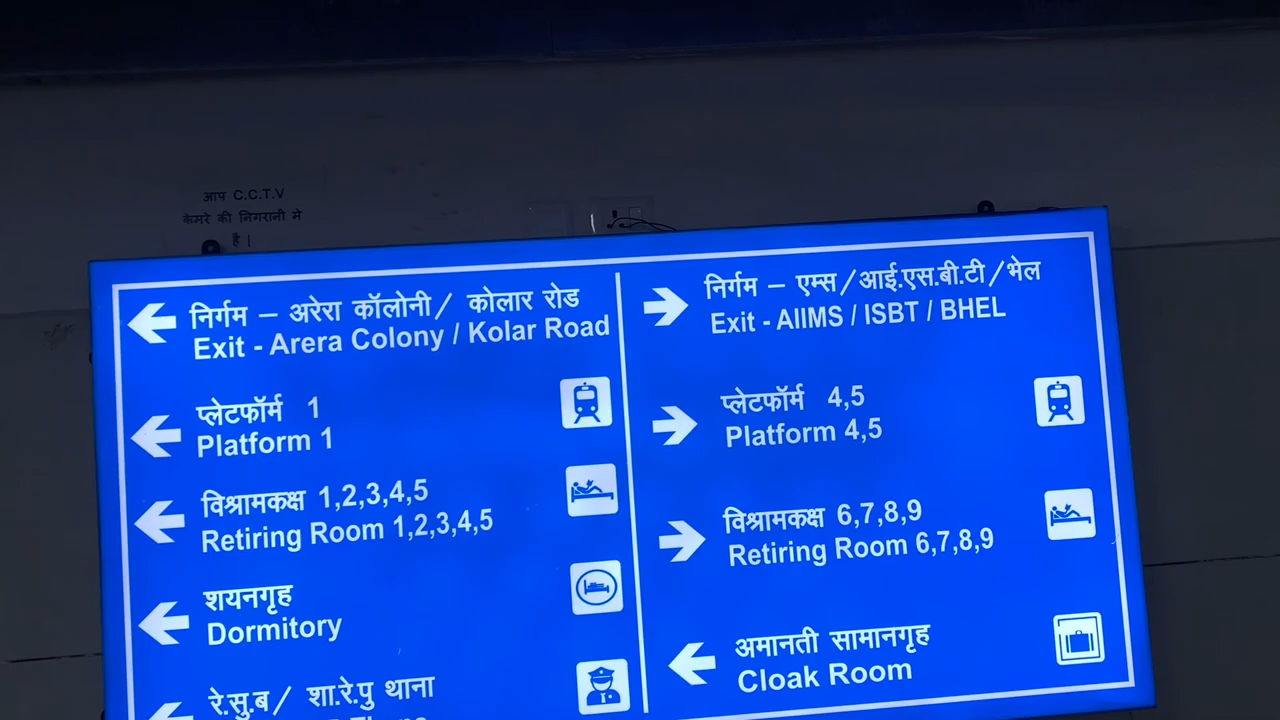 आप C.C.T.V
कैमरे की निगरानी मे
है |
निर्गम – अरेरा कॉलोनी/ कोलार रोड
Exit - Arera Colony / Kolar Road
प्लेटफॉर्म 1
Platform 1
विश्रामकक्ष 1,2,3,4,5
Retiring Room 1,2,3,4,5
शयनगृह
Dormitory
रे.सु.ब/ शा.रे.पु थाना
निर्गम – एम्स/आई.एस.बी.टी/भेल
Exit - AIIMS / ISBT / BHEL
प्लेटफॉर्म 4,5
Platform 4,5
विश्रामकक्ष 6,7,8,9
Retiring Room 6,7,8,9
अमानती सामानगृह
Cloak Room